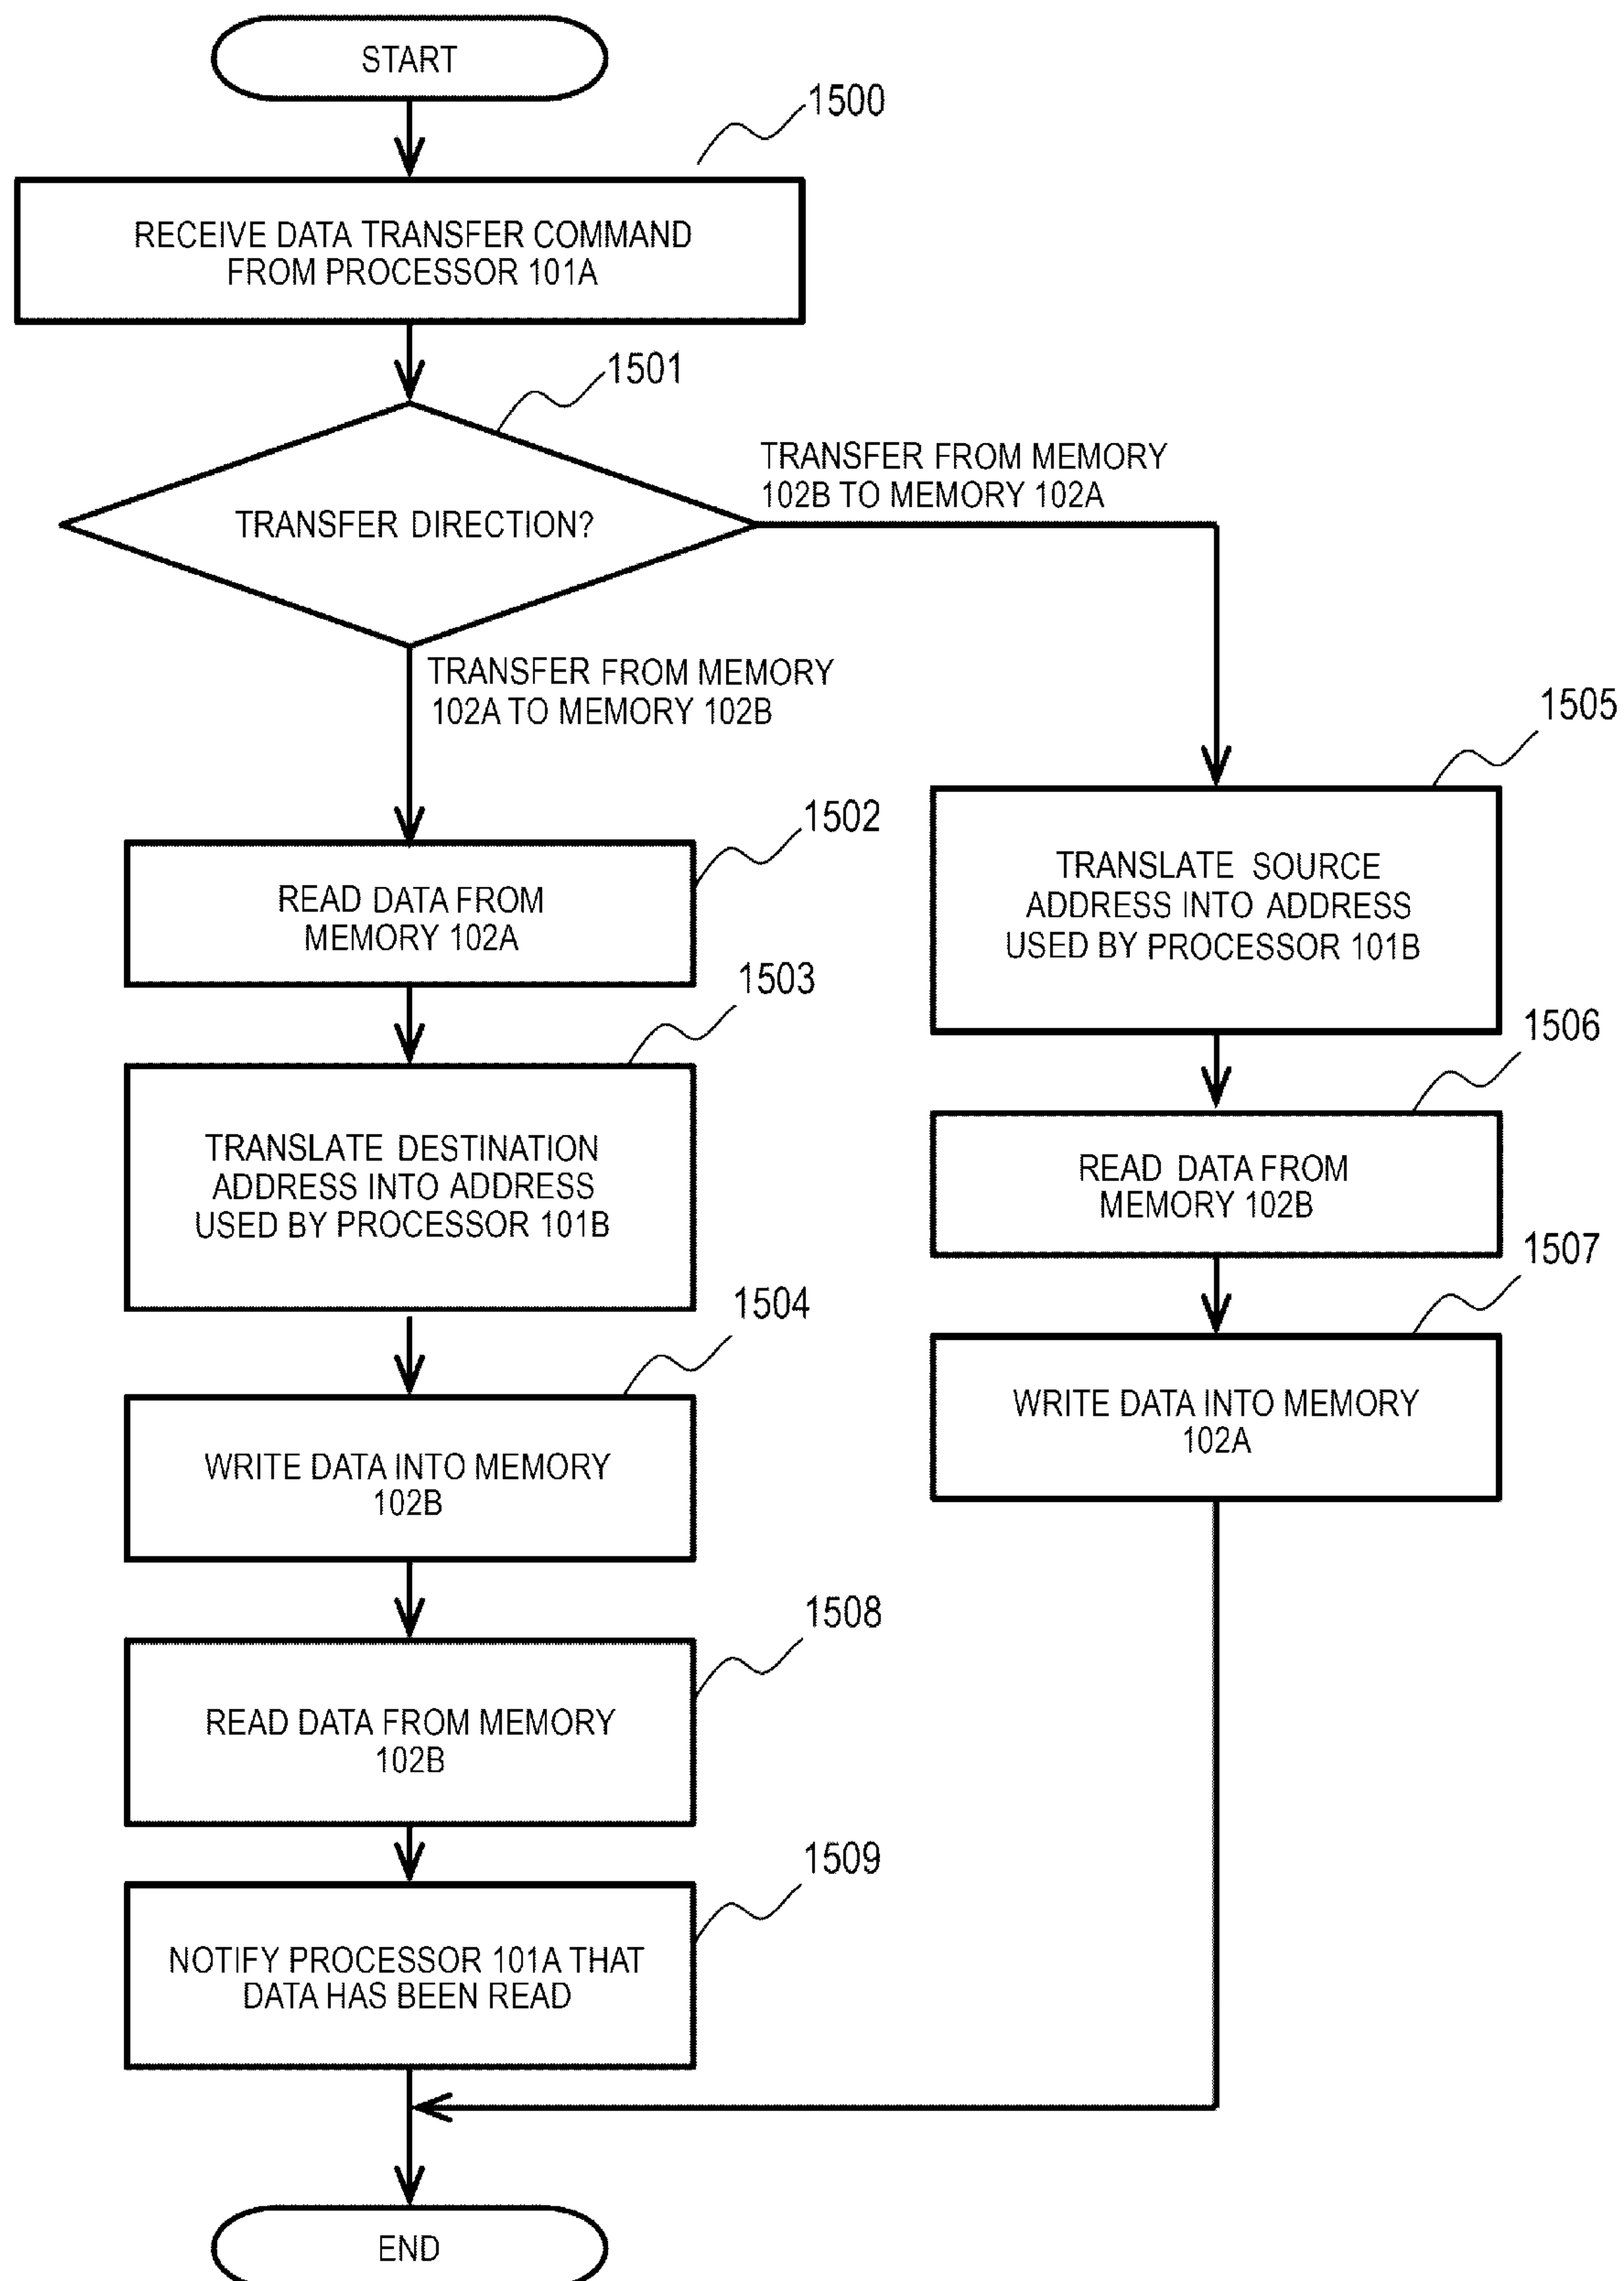 START
1500
RECEIVE DATA TRANSFER COMMAND
FROM PROCESSOR 101A
1501
TRANSFER DIRECTION?
TRANSFER FROM MEMORY
102B TO MEMORY 102A
TRANSFER FROM MEMORY
102A TO MEMORY 102B
1502
READ DATA FROM
MEMORY 102A
1503
TRANSLATE DESTINATION
ADDRESS INTO ADDRESS
USED BY PROCESSOR 101B
1504
WRITE DATA INTO MEMORY
102B
1508
READ DATA FROM MEMORY
102B
1509
NOTIFY PROCESSOR 101A THAT
DATA HAS BEEN READ
1505
TRANSLATE SOURCE
ADDRESS INTO ADDRESS
USED BY PROCESSOR 101B
1506
READ DATA FROM
MEMORY 102B
1507
WRITE DATA INTO MEMORY
102A
END